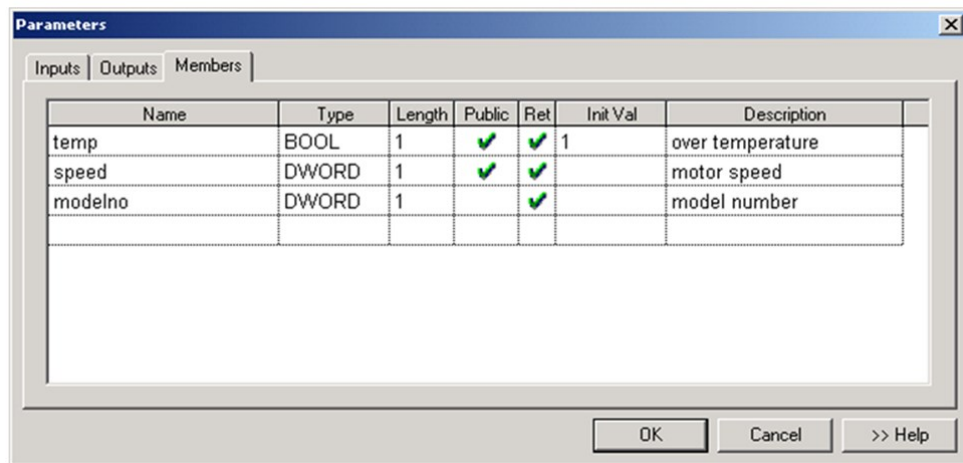 Parameters
Inputs Outputs Members
Name Type Length Public Ret Init Val Description
temp BOOL 1 1 over temperature
speed DWORD 1 motor speed
modelno DWORD 1 model number
OK Cancel >> Help